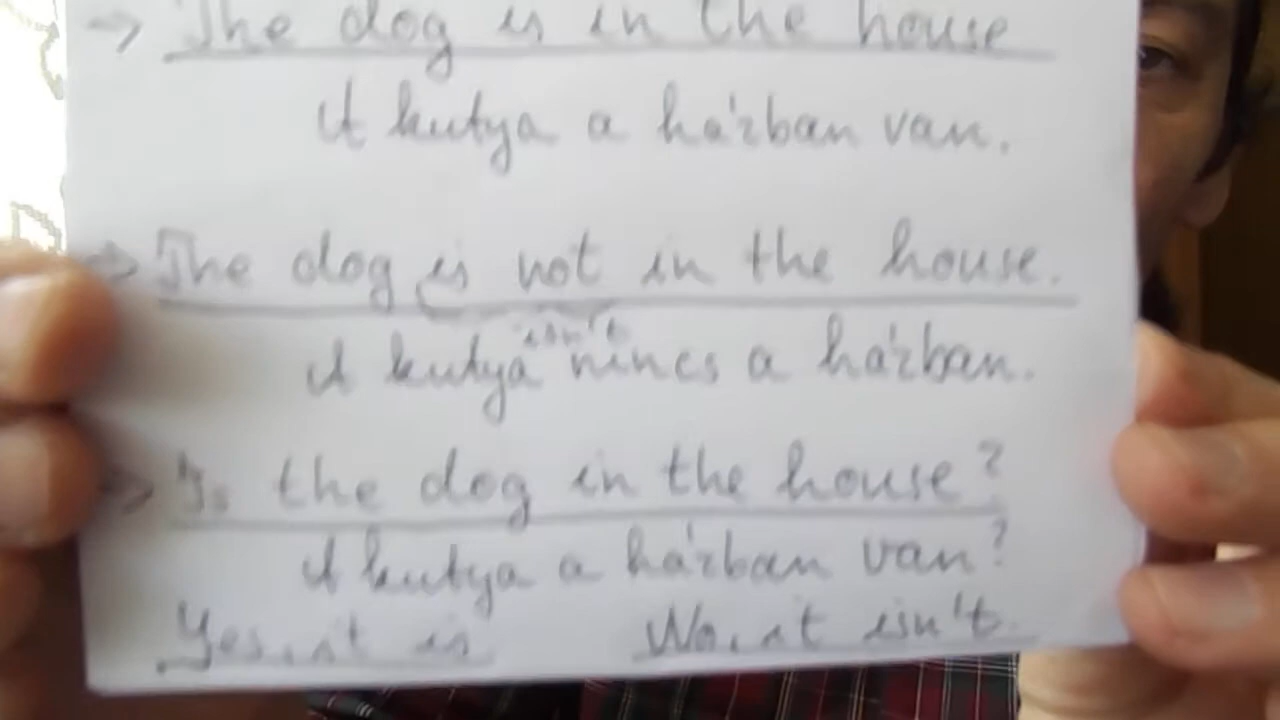 → The dog is in the house
A kutya a házban van.
→ The dog is not in the house.
isn't
A kutya nincs a házban.
→ Is the dog in the house?
A kutya a házban van?
Yes, it is No, it isn't.